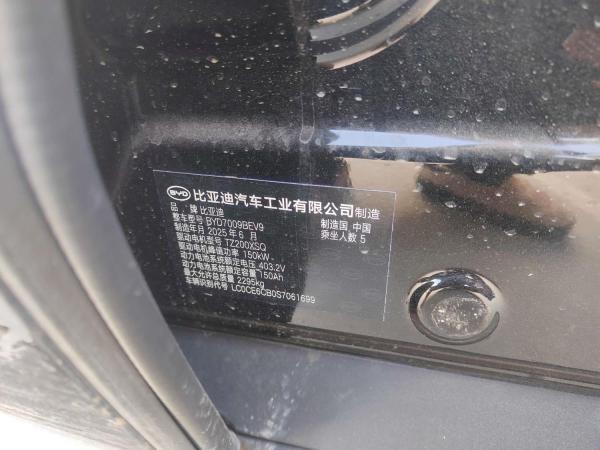 BYD 比亚迪汽车工业有限公司制造
品 牌 比亚迪 制造国 中国
整车型号 BYD7009BEV9 乘坐人数 5
制造年月 2025年 6 月
驱动电机型号 TZ200XSQ
驱动电机峰值功率 150kW
动力电池系统额定电压 403.2V
动力电池系统额定容量 150Ah
最大允许总质量 2295kg
车辆识别代号 LC0CE6CB0S7061699